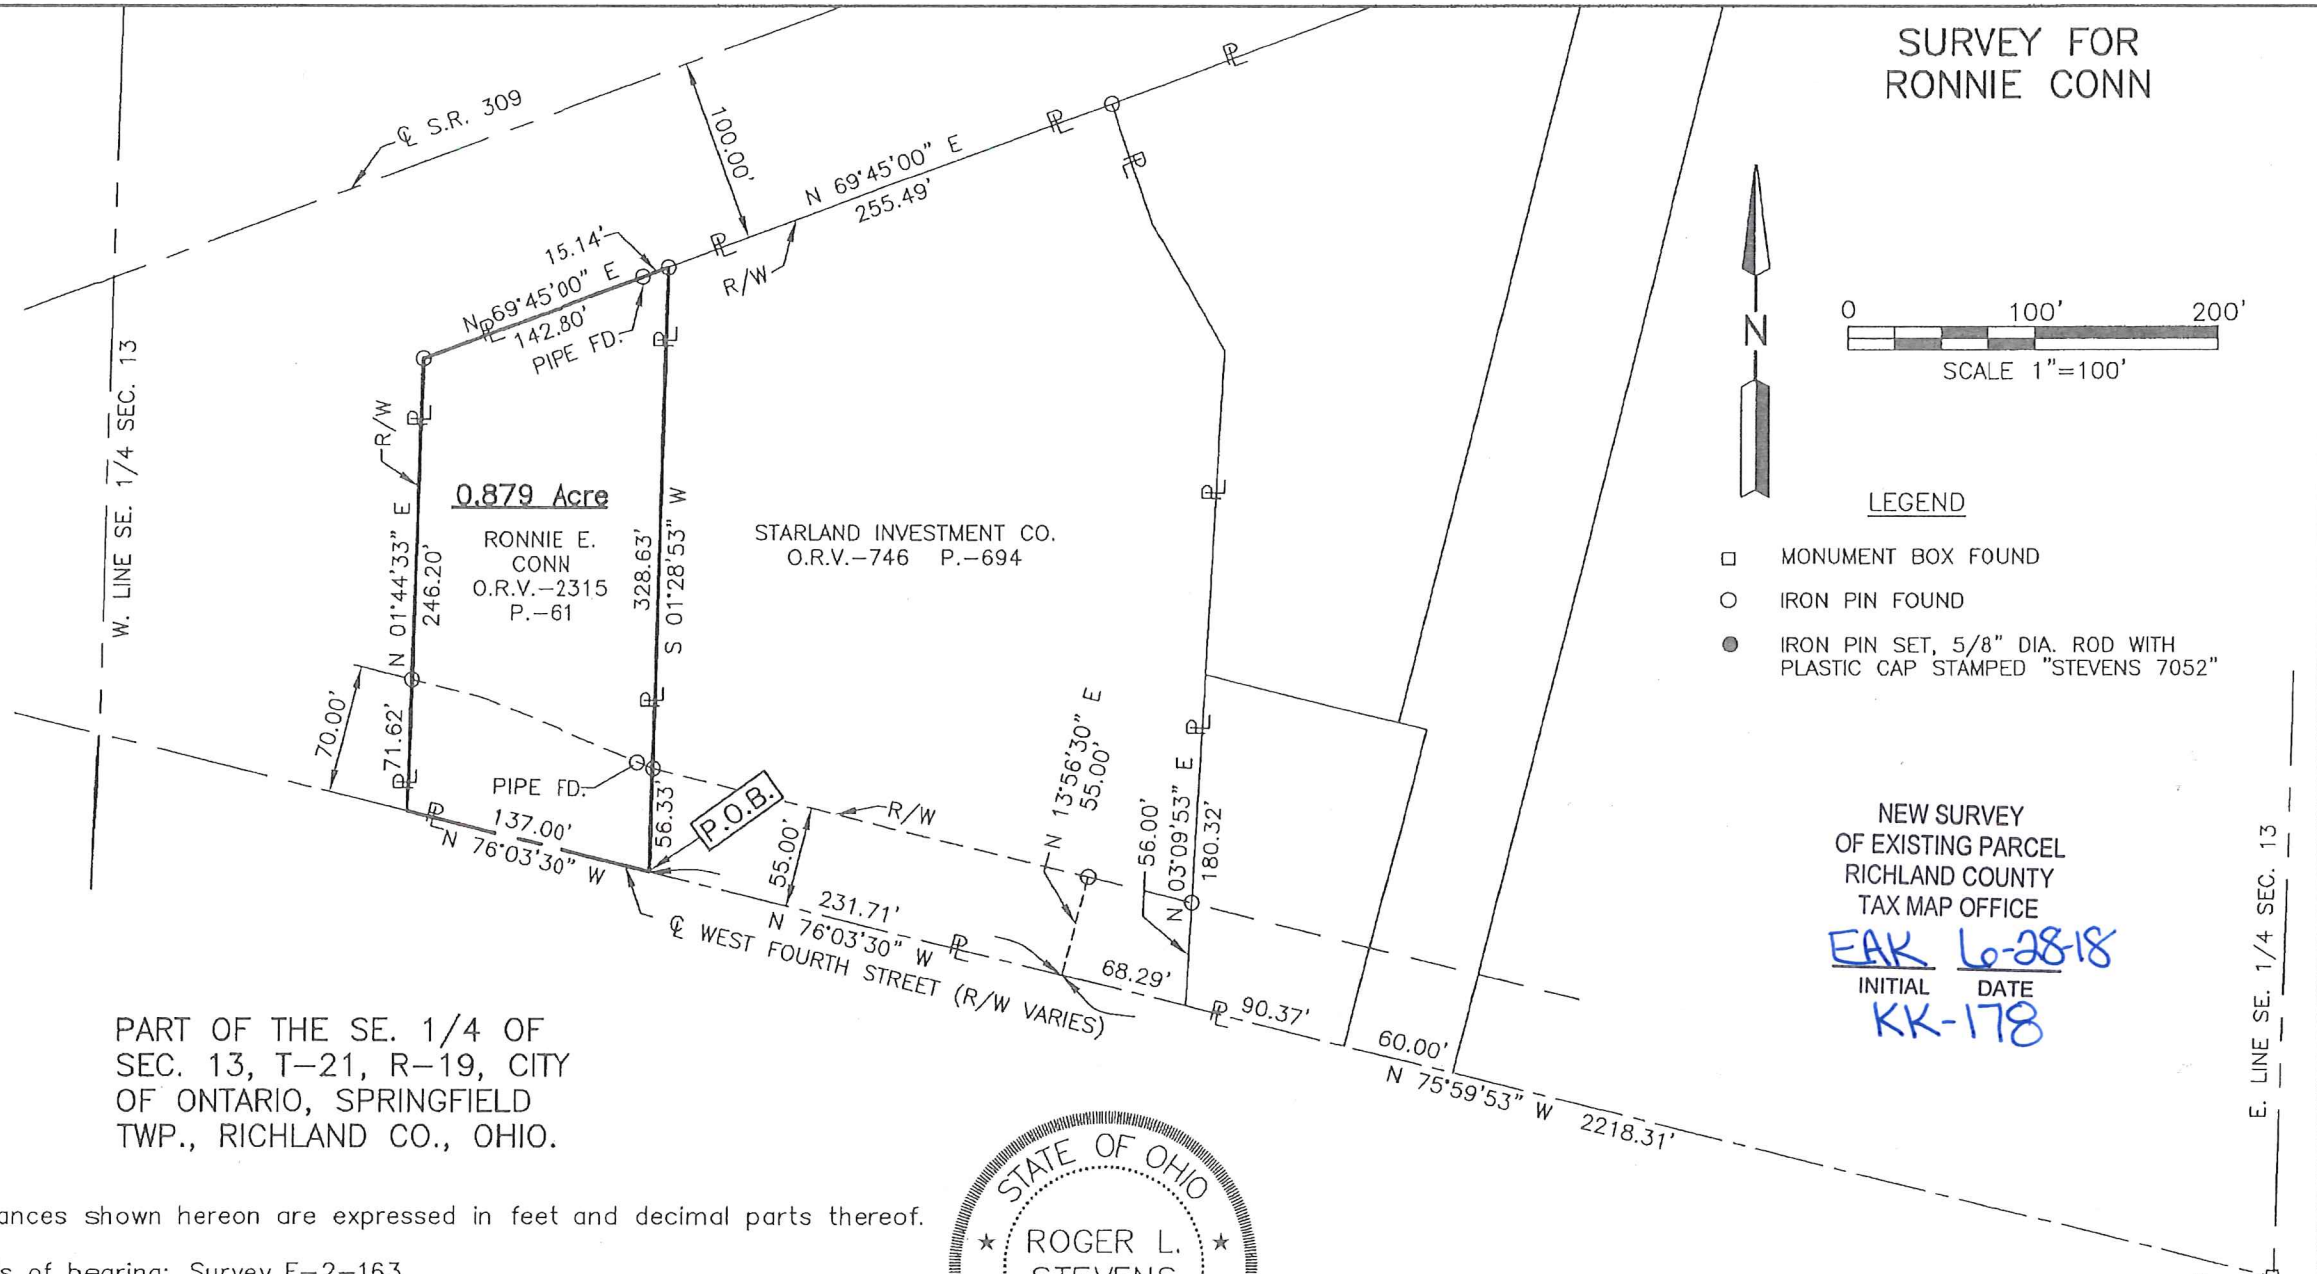 SURVEY FOR
RONNIE CONN
℄ S.R. 309
100.00'
N 69°45'00" E
255.49'
15.14'
R/W
N 69°45'00" E
142.80'
PIPE FD.
N
0 100' 200'
SCALE 1"=100'
W. LINE SE. 1/4 SEC. 13
R/W
0.879 Acre
RONNIE E.
CONN
O.R.V.-2315
P.-61
N 01°44'33" E
246.20'
328.63'
S 01°28'53" W
STARLAND INVESTMENT CO.
O.R.V.-746 P.-694
LEGEND
□ MONUMENT BOX FOUND
○ IRON PIN FOUND
● IRON PIN SET, 5/8" DIA. ROD WITH
PLASTIC CAP STAMPED "STEVENS 7052"
70.00'
71.62'
PIPE FD.
56.33'
P.O.B.
137.00'
N 76°03'30" W
55.00'
R/W
231.71'
N 76°03'30" W
℄ WEST FOURTH STREET (R/W VARIES)
N 13°56'30" E
55.00'
56.00'
N 03°09'53" E
180.32'
68.29'
90.37'
60.00'
N 75°59'53" W 2218.31'
E. LINE SE. 1/4 SEC. 13
NEW SURVEY
OF EXISTING PARCEL
RICHLAND COUNTY
TAX MAP OFFICE
EAK 6-28-18
INITIAL DATE
KK-178
PART OF THE SE. 1/4 OF
SEC. 13, T-21, R-19, CITY
OF ONTARIO, SPRINGFIELD
TWP., RICHLAND CO., OHIO.
ances shown hereon are expressed in feet and decimal parts thereof.
s of bearing: Survey F-2-163
STATE OF OHIO
ROGER L.
STEVENS